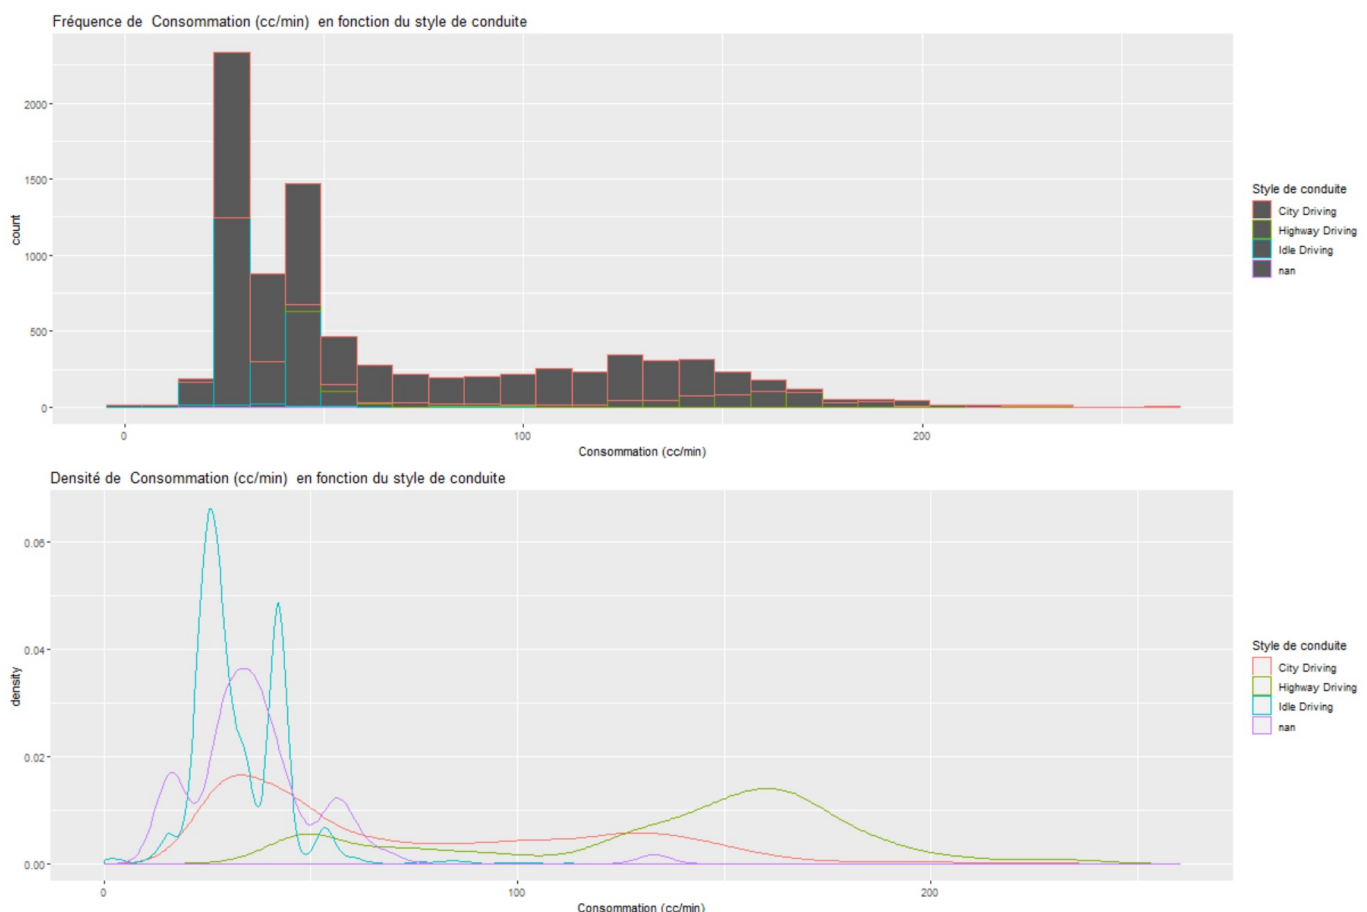 Fréquence de  Consommation (cc/min)  en fonction du style de conduite
2000
1500
1000
500
0
count
0
100
200
Consommation (cc/min)
Style de conduite
City Driving
Highway Driving
Idle Driving
nan
Densité de  Consommation (cc/min)  en fonction du style de conduite
0.06
0.04
0.02
0.00
density
0
100
200
Consommation (cc/min)
Style de conduite
City Driving
Highway Driving
Idle Driving
nan